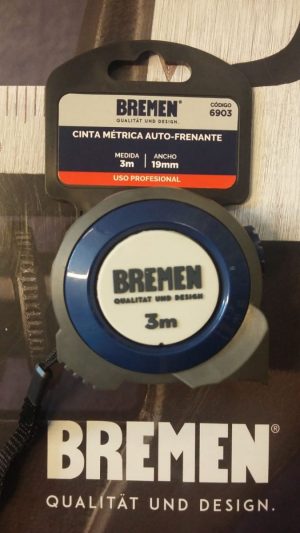 BREMEN®
QUALITÄT UND DESIGN.
CÓDIGO
6903
CINTA MÉTRICA AUTO-FRENANTE
MEDIDA
3m
ANCHO
19mm
USO PROFESIONAL
BREMEN
QUALITÄT UND DESIGN
3m
BREMEN®
QUALITÄT UND DESIGN.